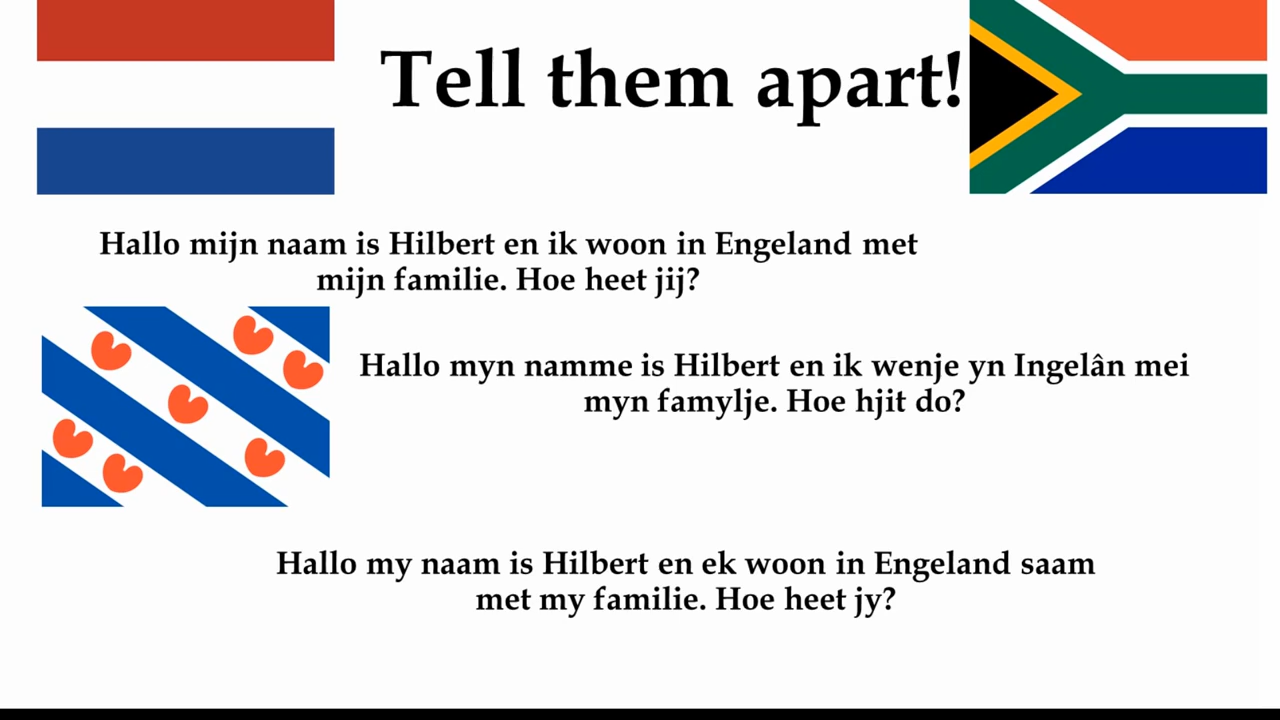 Tell them apart!
Hallo mijn naam is Hilbert en ik woon in Engeland met
mijn familie. Hoe heet jij?
Hallo myn namme is Hilbert en ik wenje yn Ingelân mei
myn famylje. Hoe hjit do?
Hallo my naam is Hilbert en ek woon in Engeland saam
met my familie. Hoe heet jy?